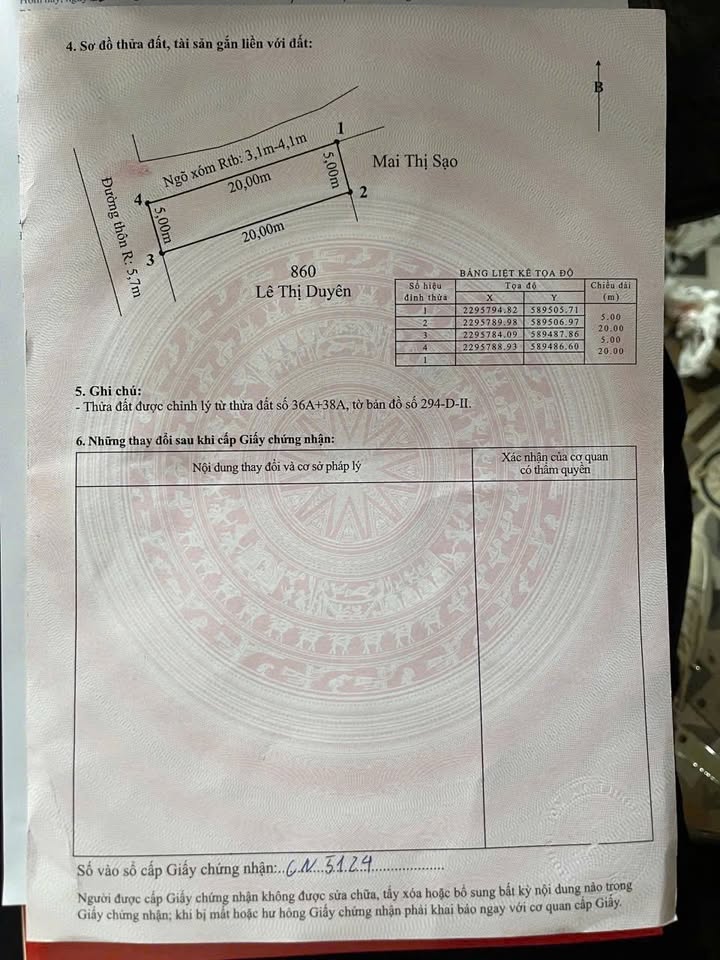 4. Sơ đồ thửa đất, tài sản gắn liền với đất:
B
1
Ngõ xóm Rtb: 3,1m-4,1m
Mai Thị Sạo
5,00m
20,00m
2
4
Đường thôn R: 5,7m
5,00m
20,00m
3
860
Lê Thị Duyên
BẢNG LIỆT KÊ TỌA ĐỘ
Số hiệu đỉnh thửa Tọa độ Chiều dài (m)
X Y
1 2295794.82 589505.71
5.00
2 2295789.98 589506.97
20.00
3 2295784.09 589487.86
5.00
4 2295788.93 589486.60
20.00
1
5. Ghi chú:
- Thửa đất được chỉnh lý từ thửa đất số 36A+38A, tờ bản đồ số 294-D-II.
6. Những thay đổi sau khi cấp Giấy chứng nhận:
Nội dung thay đổi và cơ sở pháp lý
Xác nhận của cơ quan
có thẩm quyền
Số vào sổ cấp Giấy chứng nhận:..CN...5124....................
Người được cấp Giấy chứng nhận không được sửa chữa, tẩy xóa hoặc bổ sung bất kỳ nội dung nào trong
Giấy chứng nhận; khi bị mất hoặc hư hỏng Giấy chứng nhận phải khai báo ngay với cơ quan cấp Giấy.